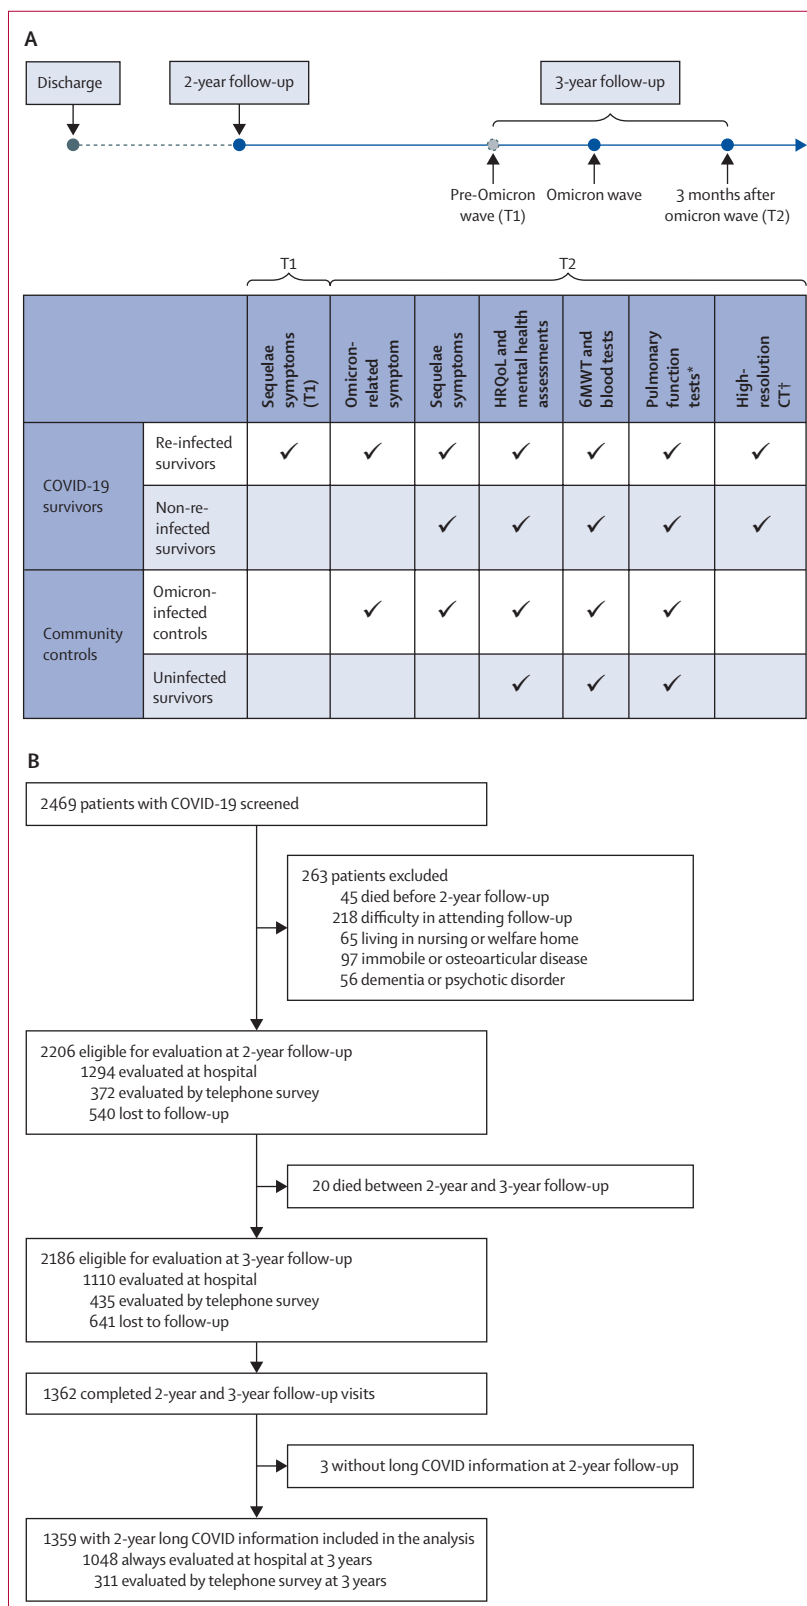 A
Discharge
2-year follow-up
3-year follow-up
Pre-Omicron
wave (T1)
Omicron wave
3 months after
omicron wave (T2)
T1
T2
Sequelae
symptoms
(T1)
Omicron-
related
symptom
Sequelae
symptoms
HRQoL and
mental health
assessments
6MWT and
blood tests
Pulmonary
function
tests*
High-
resolution
CT†
COVID-19
survivors
Re-infected
survivors
✓ ✓ ✓ ✓ ✓ ✓ ✓
Non-re-
infected
survivors
✓ ✓ ✓ ✓ ✓
Community
controls
Omicron-
infected
controls
✓ ✓ ✓ ✓ ✓
Uninfected
survivors
✓ ✓ ✓
B
2469 patients with COVID-19 screened
263 patients excluded
45 died before 2-year follow-up
218 difficulty in attending follow-up
65 living in nursing or welfare home
97 immobile or osteoarticular disease
56 dementia or psychotic disorder
2206 eligible for evaluation at 2-year follow-up
1294 evaluated at hospital
372 evaluated by telephone survey
540 lost to follow-up
20 died between 2-year and 3-year follow-up
2186 eligible for evaluation at 3-year follow-up
1110 evaluated at hospital
435 evaluated by telephone survey
641 lost to follow-up
1362 completed 2-year and 3-year follow-up visits
3 without long COVID information at 2-year follow-up
1359 with 2-year long COVID information included in the analysis
1048 always evaluated at hospital at 3 years
311 evaluated by telephone survey at 3 years